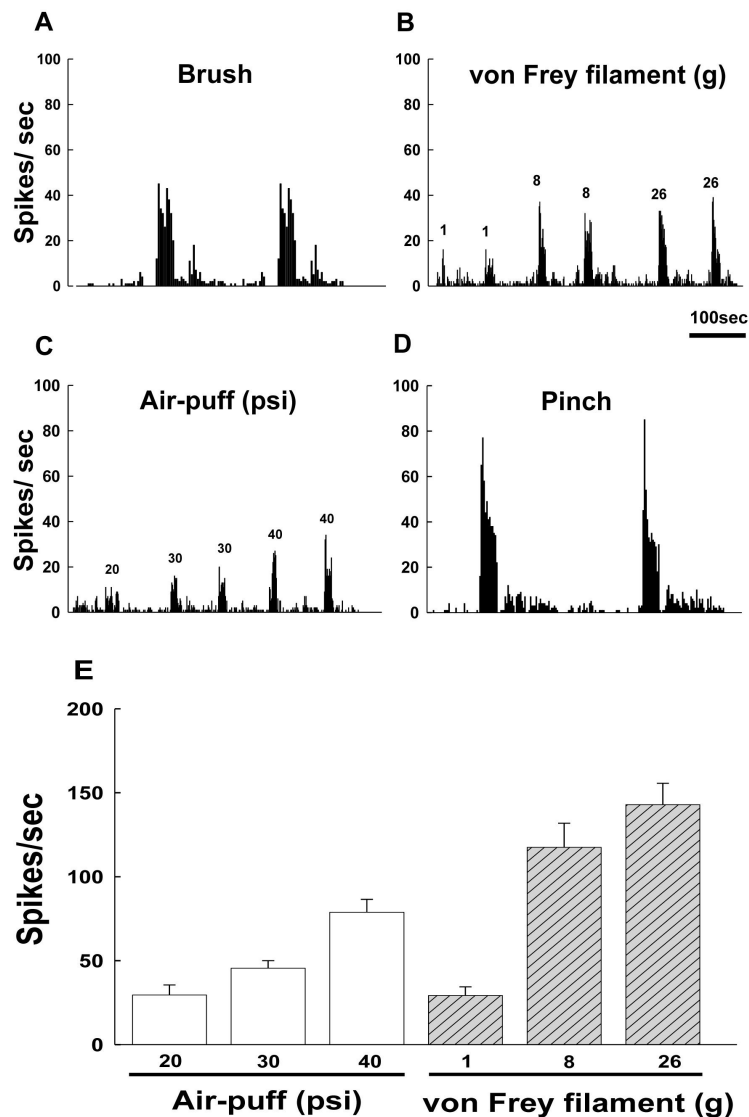 A
Brush
Spikes/ sec
100
80
60
40
20
0
B
von Frey filament (g)
100
80
60
40
20
0
1
1
8
8
26
26
100sec
C
Air-puff (psi)
Spikes/ sec
100
80
60
40
20
0
20
30
30
40
40
D
Pinch
100
80
60
40
20
0
E
Spikes/sec
200
150
100
50
0
20 30 40 1 8 26
Air-puff (psi) von Frey filament (g)